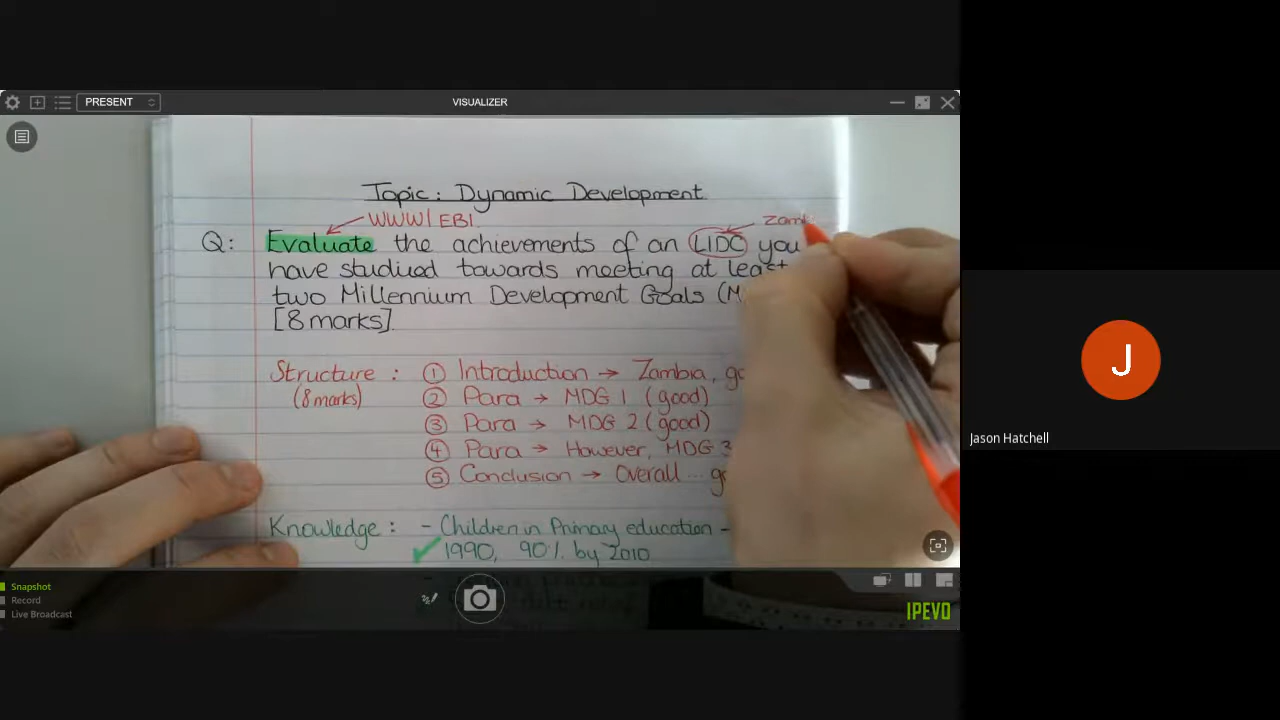 PRESENT
VISUALIZER
Topic: Dynamic Development
WWW/EBI
Q: Evaluate the achievements of an LIDC you
have studied towards meeting at least
two Millennium Development Goals
[8 marks]
Structure : ① Introduction → Zambia,
(8 marks) ② Para → MDG 1 (good)
③ Para → MDG 2 (good)
④ Para → However, MDG 3
⑤ Conclusion → Overall ...
Knowledge : - Children in Primary education -
1990, 90% by 2010
Snapshot
Record
Live Broadcast
IPEVO
J
Jason Hatchell